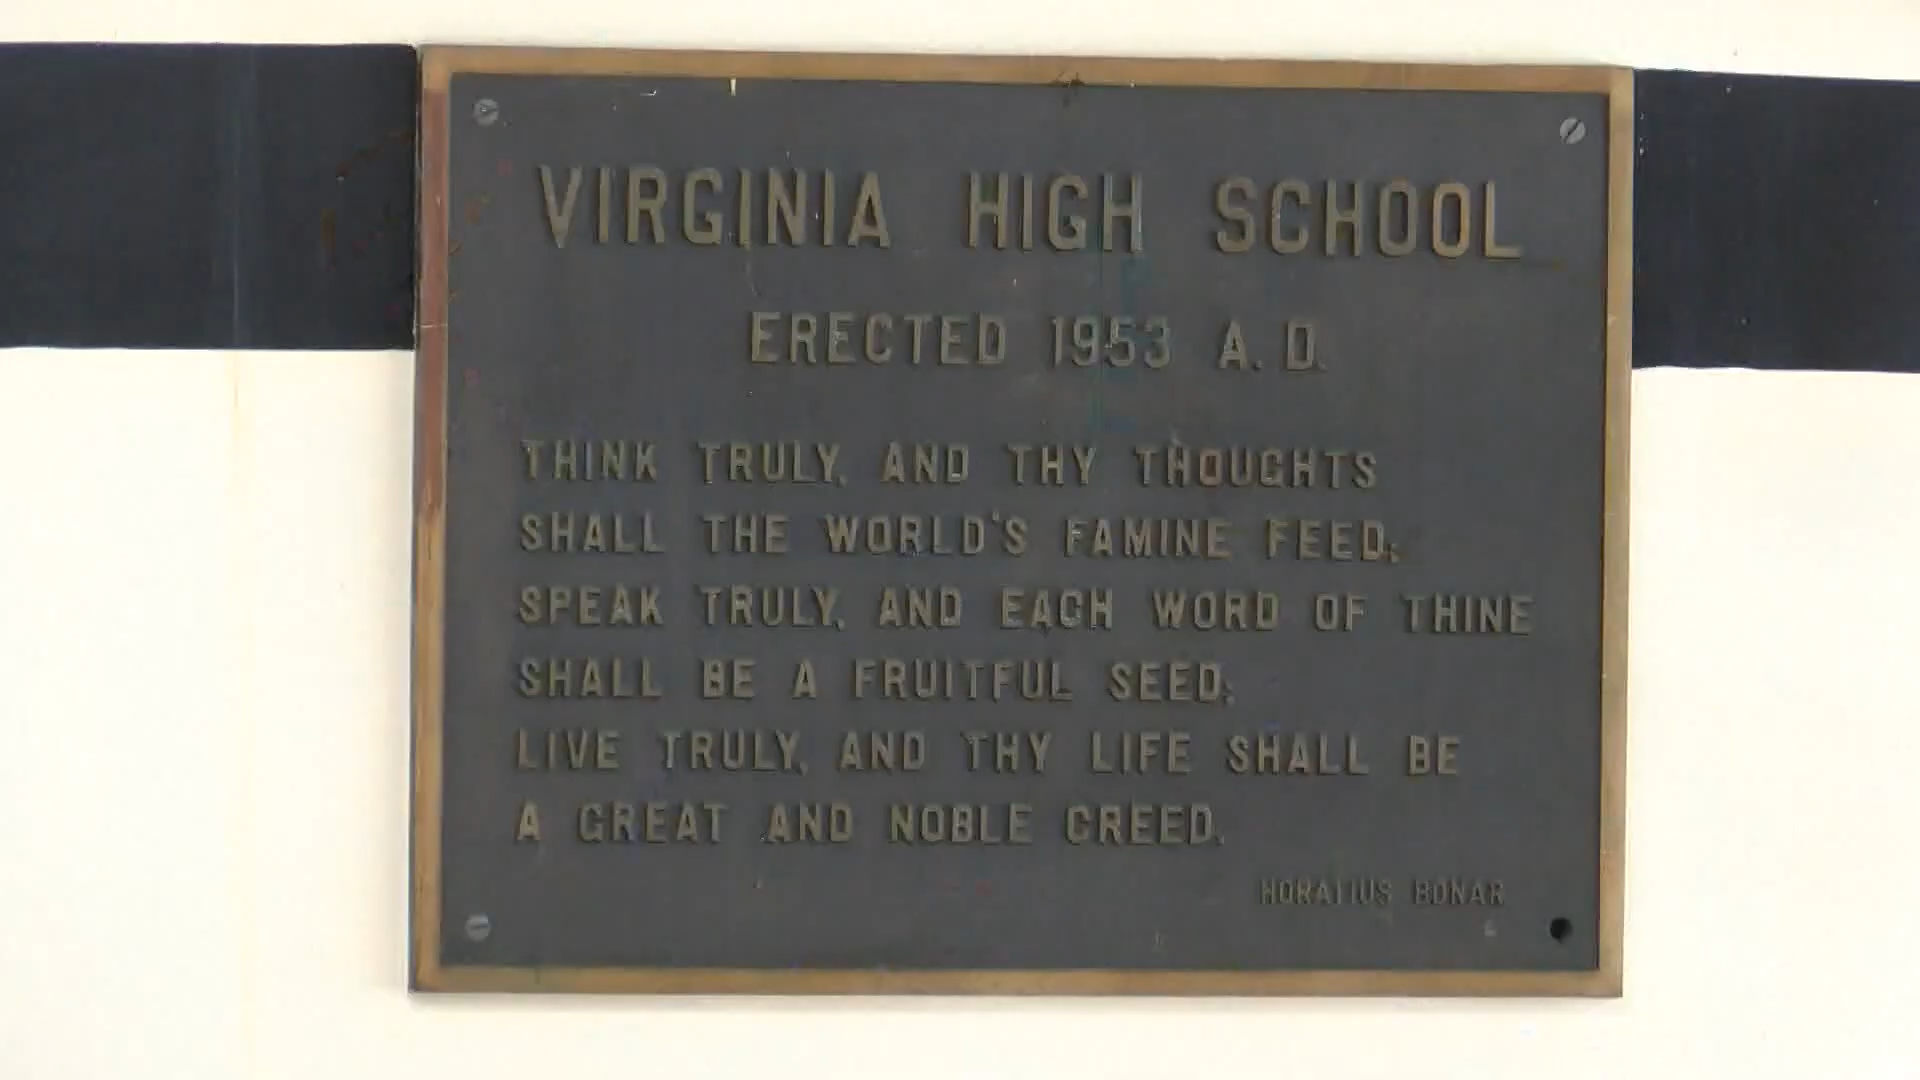 VIRGINIA HIGH SCHOOL
ERECTED 1953 A.D.
THINK TRULY, AND THY THOUGHTS
SHALL THE WORLD'S FAMINE FEED;
SPEAK TRULY, AND EACH WORD OF THINE
SHALL BE A FRUITFUL SEED;
LIVE TRULY, AND THY LIFE SHALL BE
A GREAT AND NOBLE CREED.
HORATIUS BONAR